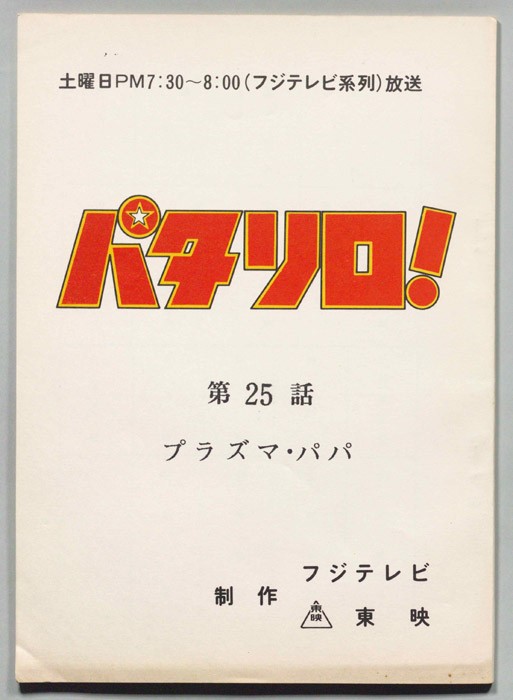 土曜日PM7:30〜8:00(フジテレビ系列)放送
パタリロ!
第25話
プラズマ・パパ
フジテレビ
制作
東映 東映